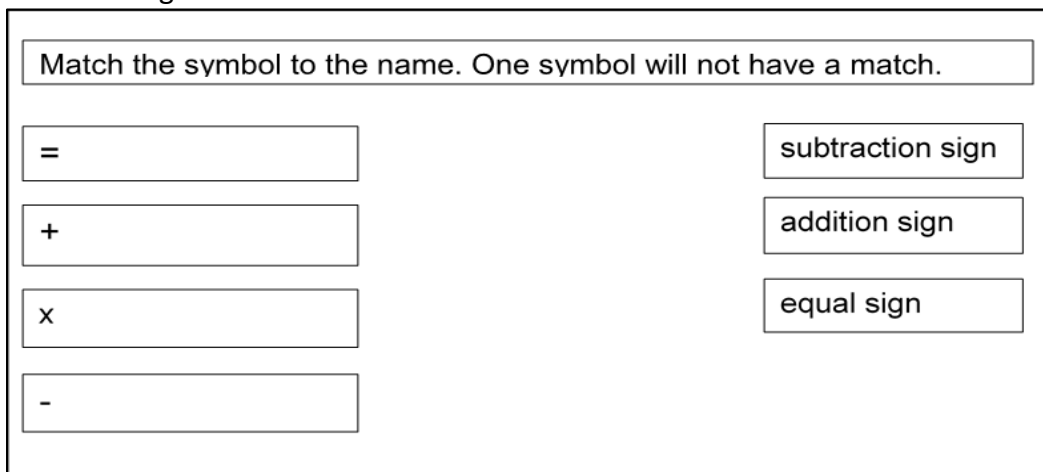 Match the symbol to the name. One symbol will not have a match.
=
subtraction sign
+
addition sign
x
equal sign
-